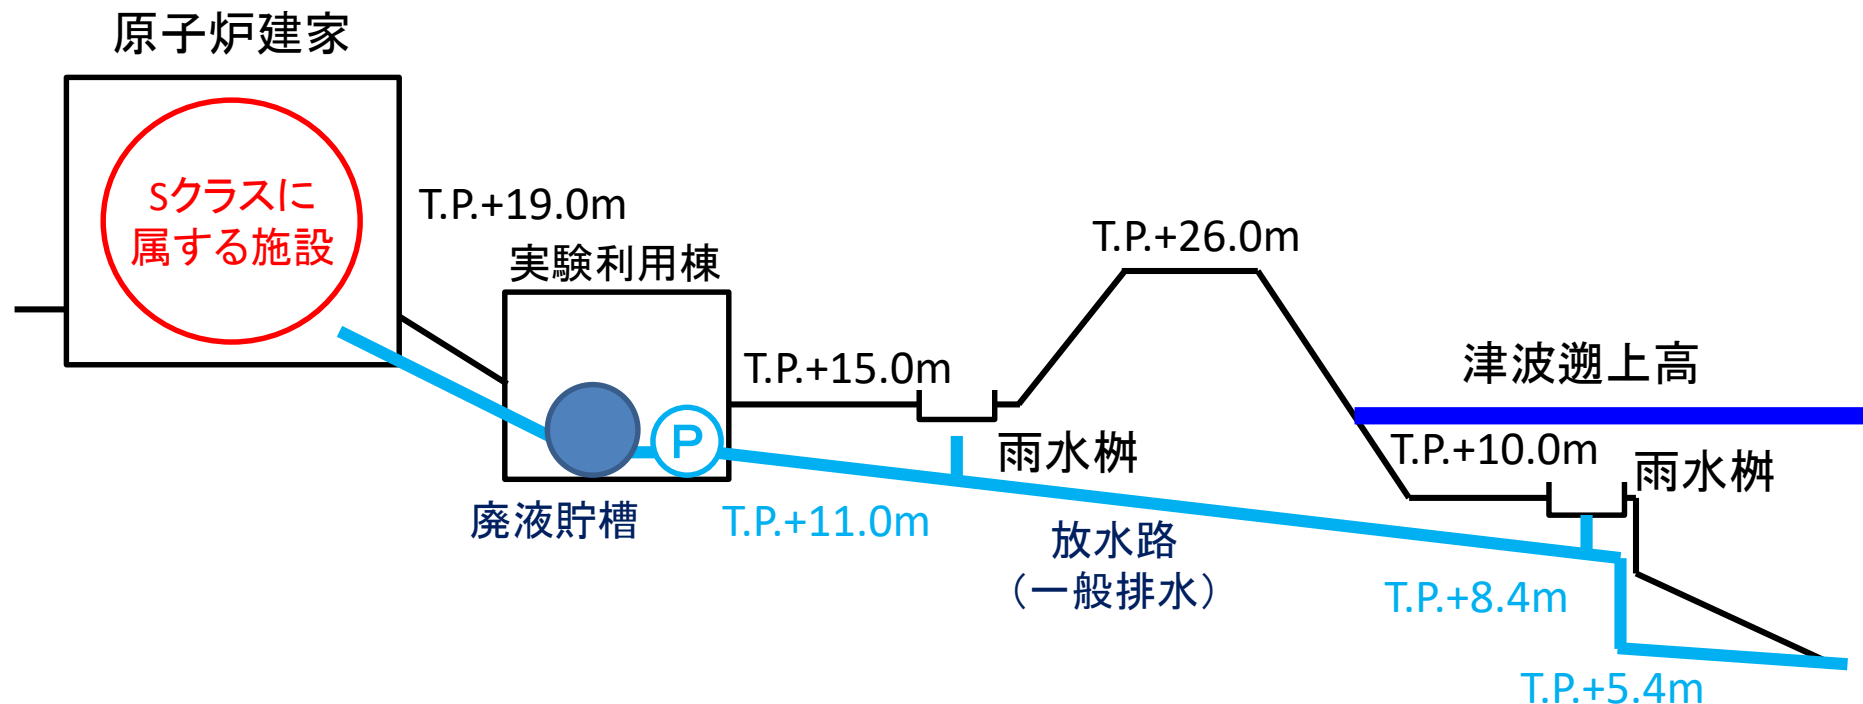 原子炉建家
Sクラスに
属する施設
T.P.+19.0m
実験利用棟
T.P.+26.0m
T.P.+15.0m
津波遡上高
P
雨水桝
T.P.+10.0m
雨水桝
廃液貯槽
T.P.+11.0m
放水路
（一般排水）
T.P.+8.4m
T.P.+5.4m